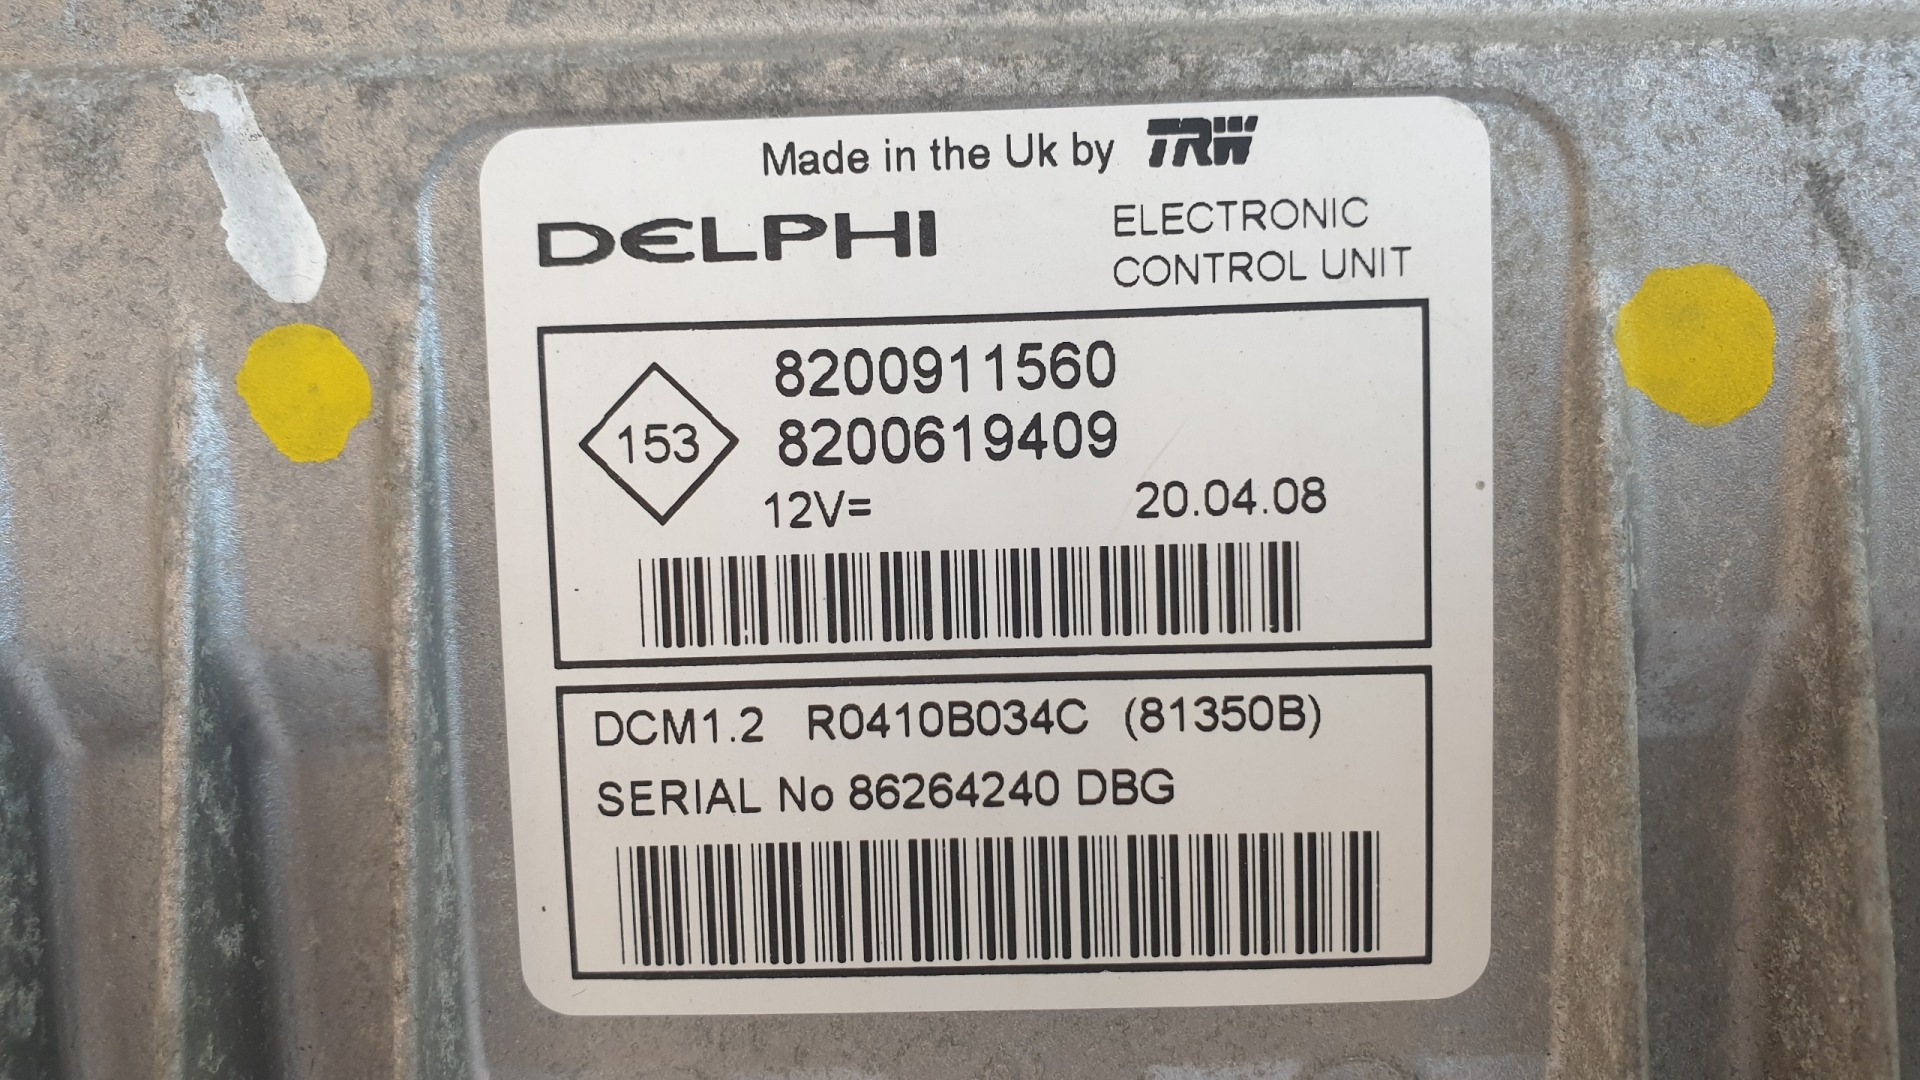 Made in the Uk by TRW
DELPHI
ELECTRONIC
CONTROL UNIT
153
8200911560
8200619409
12V=
20.04.08
DCM1.2 R0410B034C (81350B)
SERIAL No 86264240 DBG